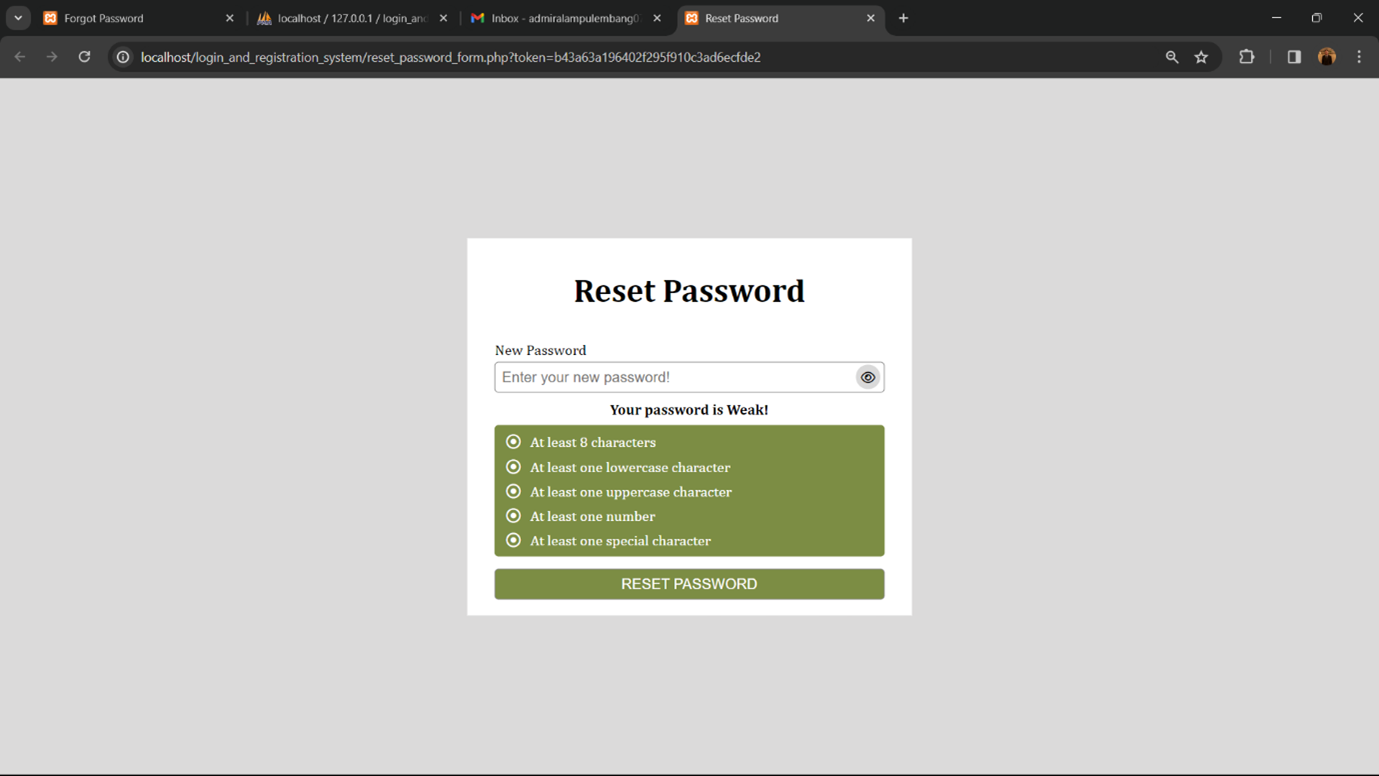 Forgot Password
localhost / 127.0.0.1 / login_and
Inbox - admiralampulembang0
Reset Password
localhost/login_and_registration_system/reset_password_form.php?token=b43a63a196402f295f910c3ad6ecfde2
Reset Password
New Password
Enter your new password!
Your password is Weak!
At least 8 characters
At least one lowercase character
At least one uppercase character
At least one number
At least one special character
RESET PASSWORD